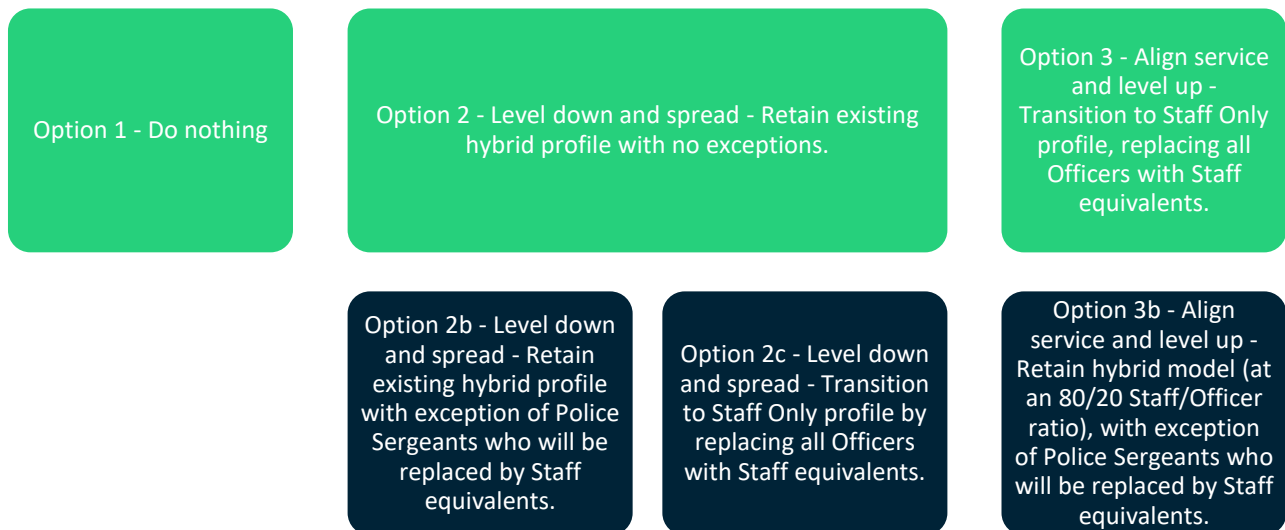 Option 1 - Do nothing
Option 2 - Level down and spread - Retain existing
hybrid profile with no exceptions.
Option 3 - Align service
and level up -
Transition to Staff Only
profile, replacing all
Officers with Staff
equivalents.
Option 2b - Level down
and spread - Retain
existing hybrid profile
with exception of Police
Sergeants who will be
replaced by Staff
equivalents.
Option 2c - Level down
and spread - Transition
to Staff Only profile by
replacing all Officers
with Staff equivalents.
Option 3b - Align
service and level up -
Retain hybrid model (at
an 80/20 Staff/Officer
ratio), with exception
of Police Sergeants who
will be replaced by Staff
equivalents.